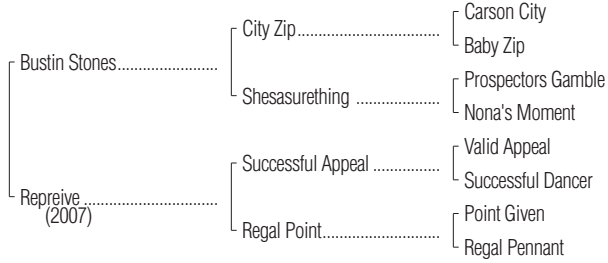 Carson City
City Zip..............................
Baby Zip
Bustin Stones........................
Prospectors Gamble
Shesasurething .................
Nona's Moment
Valid Appeal
Successful Appeal ...............
Successful Dancer
Repreive ...............................
(2007)
Point Given
Regal Point...........................
Regal Pennant